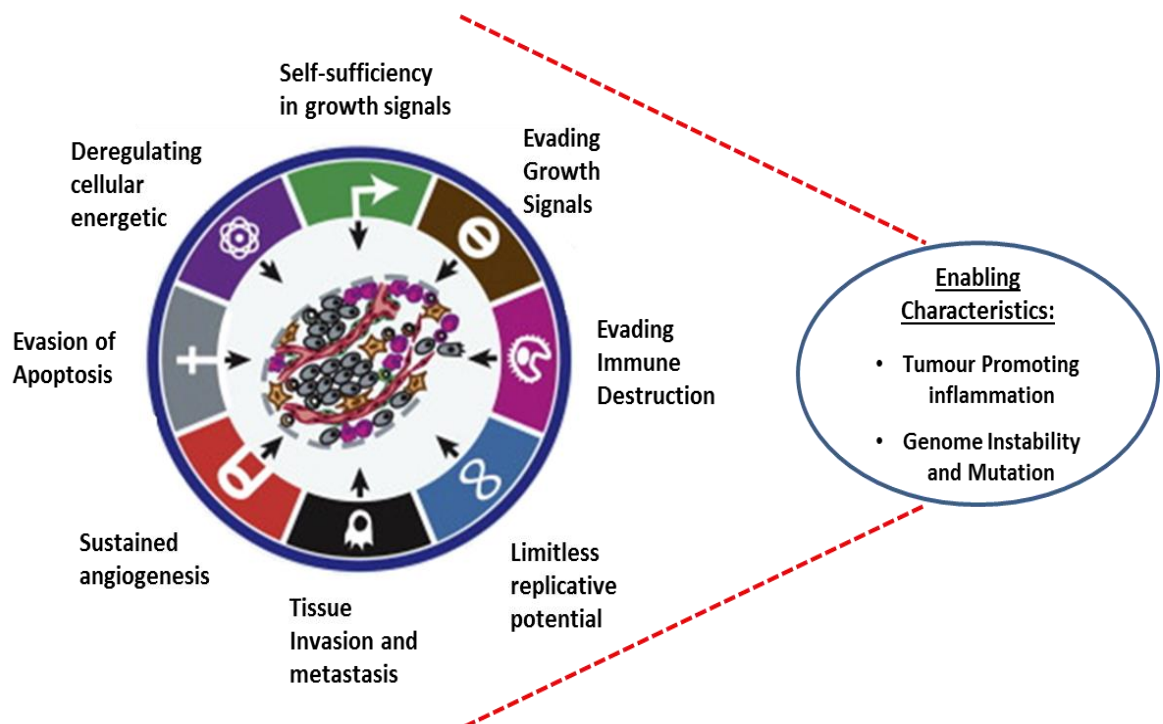 Self-sufficiency
in growth signals
Evading
Growth
Signals
Deregulating
cellular
energetic
Evasion of
Apoptosis
Evading
Immune
Destruction
Sustained
angiogenesis
Tissue
Invasion and
metastasis
Limitless
replicative
potential
Enabling
Characteristics:
• Tumour Promoting
inflammation
• Genome Instability
and Mutation